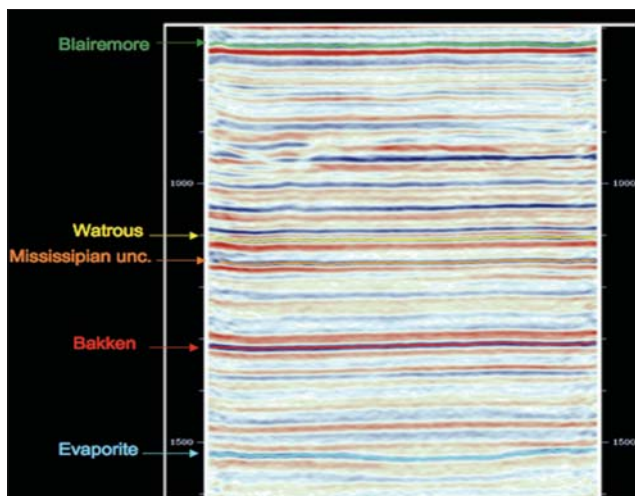 Blairemore
1000 1000
Watrous
Mississipian unc.
Bakken
1500 1500
Evaporite